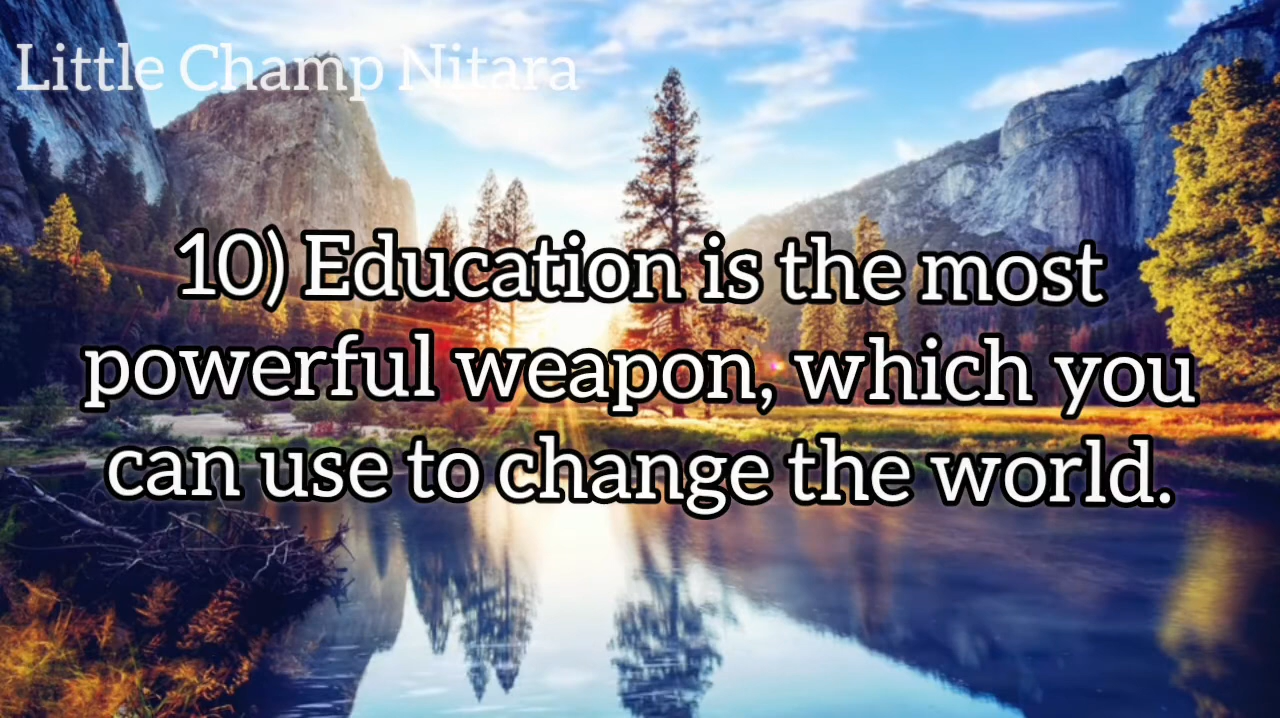 Little Champ Nitara
10) Education is the most
powerful weapon, which you
can use to change the world.